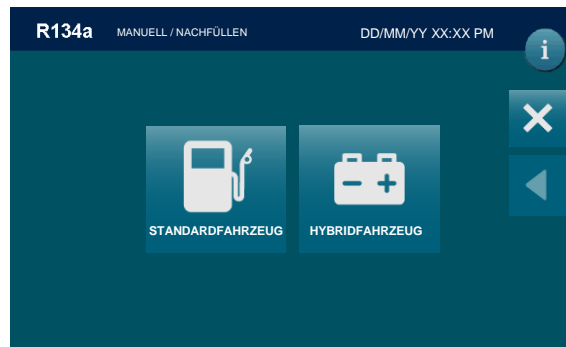 R134a MANUELL / NACHFÜLLEN DD/MM/YY XX:XX PM
i
STANDARDFAHRZEUG HYBRIDFAHRZEUG